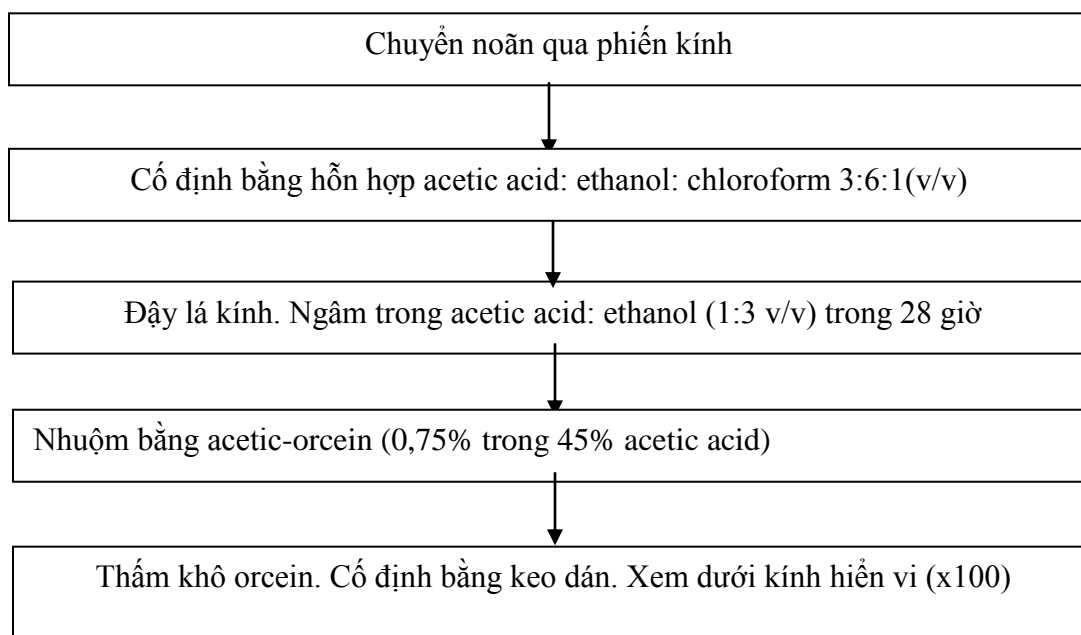 Chuyển noãn qua phiến kính
Cố định bằng hỗn hợp acetic acid: ethanol: chloroform 3:6:1(v/v)
Đậy lá kính. Ngâm trong acetic acid: ethanol (1:3 v/v) trong 28 giờ
Nhuộm bằng acetic-orcein (0,75% trong 45% acetic acid)
Thấm khô orcein. Cố định bằng keo dán. Xem dưới kính hiển vi (x100)